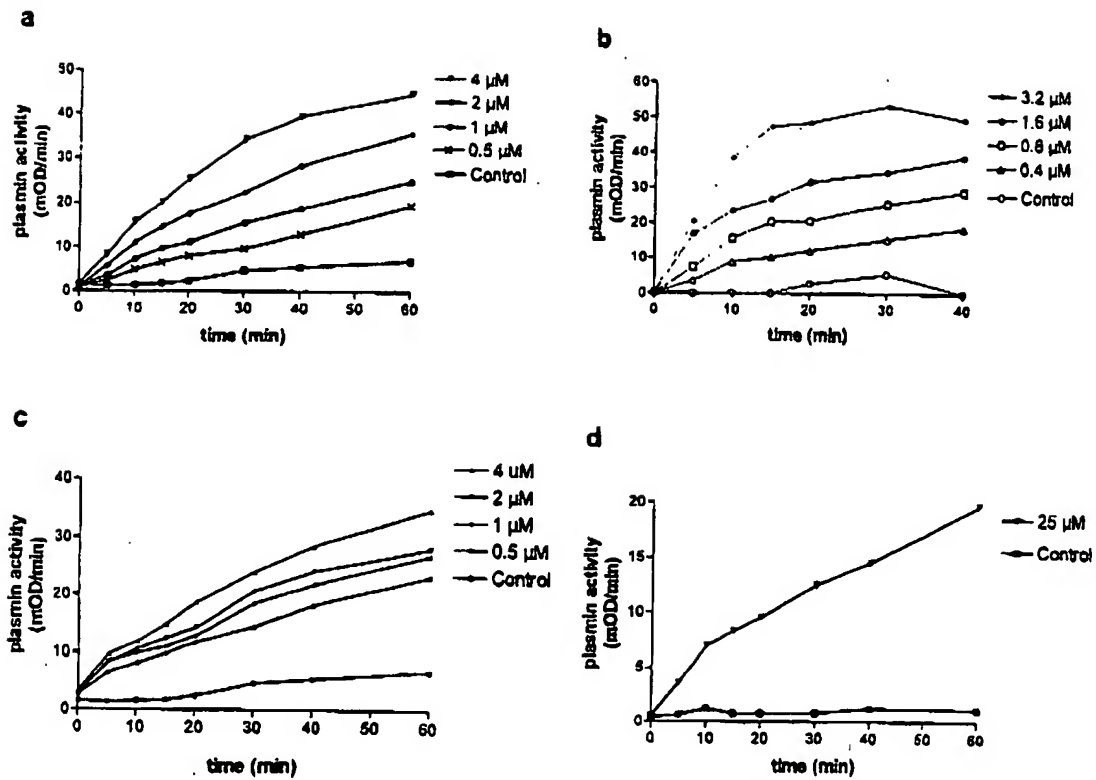 a
plasmin activity
(mOD/min)
50
40
30
20
10
0
0 10 20 30 40 50 60
time (min)
4 µM
2 µM
1 µM
0.5 µM
Control
b
plasmin activity
(mOD/min)
60
50
40
30
20
10
0
0 10 20 30 40
time (min)
3.2 µM
1.6 µM
0.8 µM
0.4 µM
Control
c
plasmin activity
(mOD/min)
40
30
20
10
0
0 10 20 30 40 50 60
time (min)
4 uM
2 µM
1 µM
0.5 µM
Control
d
plasmin activity
(mOD/min)
20
15
10
5
0
0 10 20 30 40 50 60
time (min)
25 µM
Control